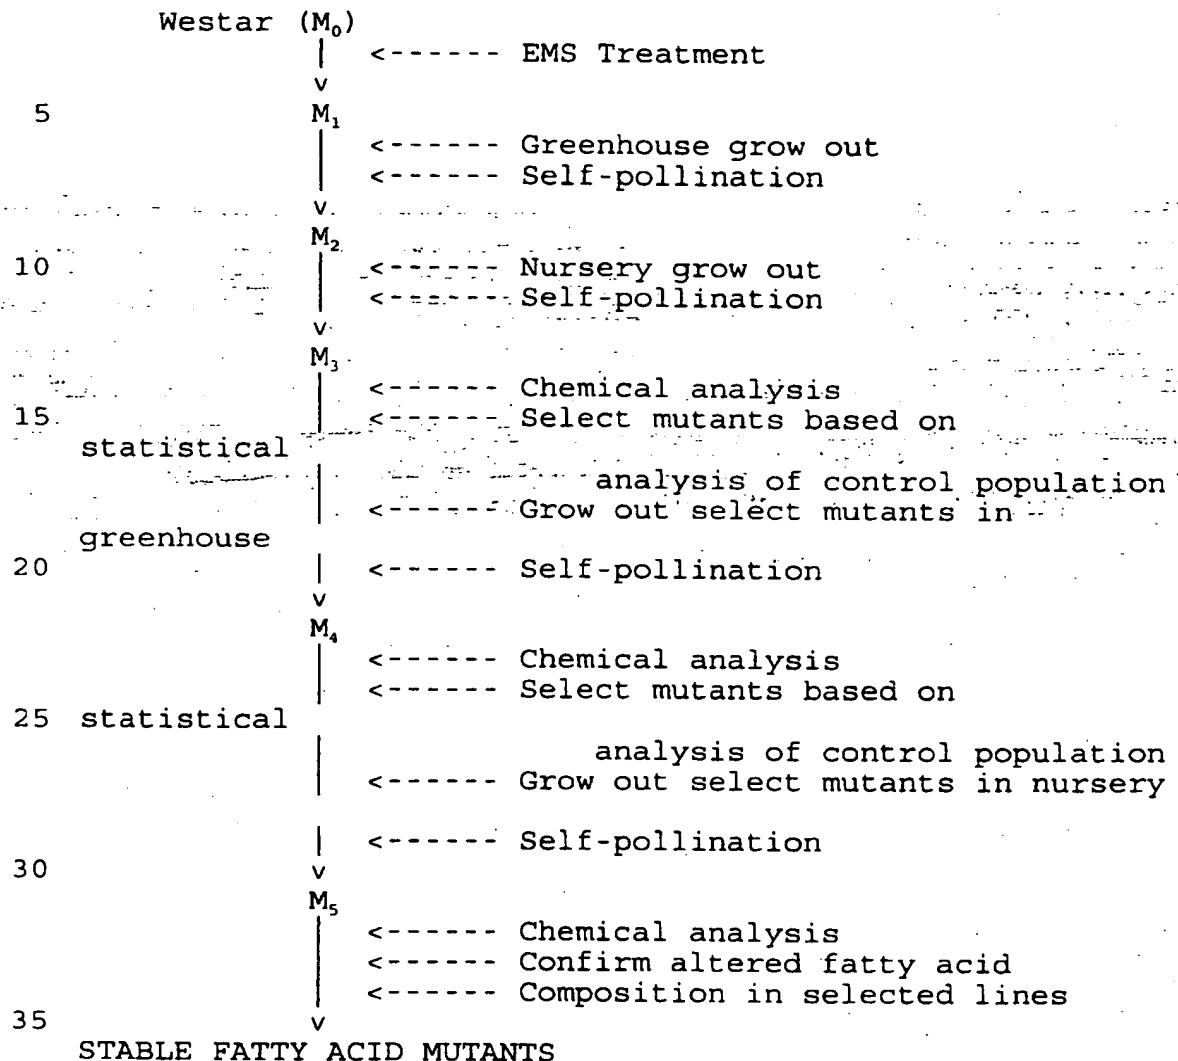 Westar (M₀)
| <------ EMS Treatment
v
5 M₁
| <------ Greenhouse grow out
| <------ Self-pollination
v
M₂
10 | <------ Nursery grow out
| <------ Self-pollination
v
M₃
| <------ Chemical analysis
15 | <------ Select mutants based on
statistical
| analysis of control population
| <------ Grow out select mutants in
greenhouse
20 | <------ Self-pollination
v
M₄
| <------ Chemical analysis
| <------ Select mutants based on
25 statistical
| analysis of control population
| <------ Grow out select mutants in nursery
| <------ Self-pollination
30 v
M₅
| <------ Chemical analysis
| <------ Confirm altered fatty acid
| <------ Composition in selected lines
35 v
STABLE FATTY ACID MUTANTS